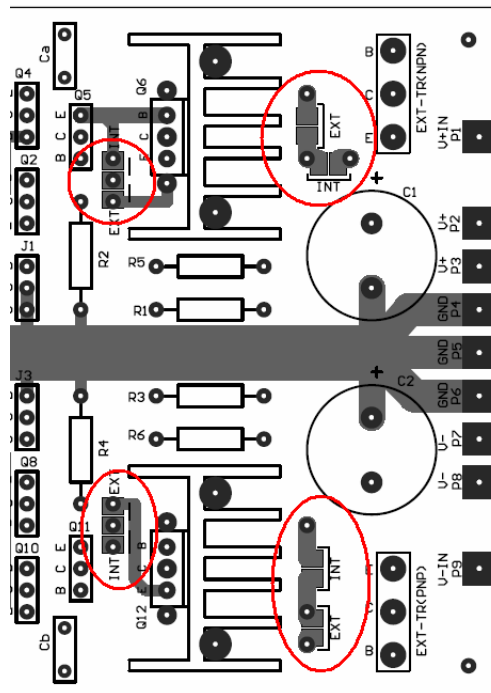 Ca
Q4
Q5
Q6
E
C
B
INT
EXT
B
C
E
EXT
INT
B
C
E
EXT-TR(NPN)
V+IN
P1
Q2
J1
R2
R5
R1
C1
+
V+
P2
V+
P3
GND
P4
GND
P5
GND
P6
J3
R4
R3
R6
+
C2
V-
P7
V-
P8
V-IN
P9
Q8
Q10
Q11
E
C
B
EX
INT
B
C
E
Q12
INT
EXT
E
C
B
EXT-TR(PNP)
Cb